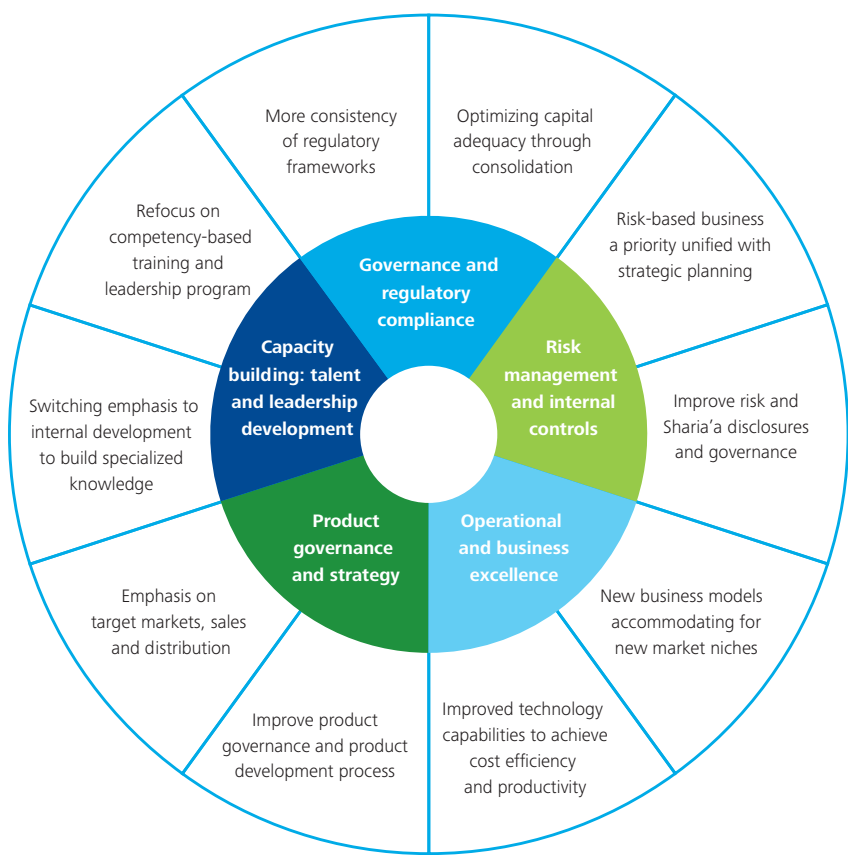 More consistency
of regulatory
frameworks
Optimizing capital
adequacy through
consolidation
Risk-based business
a priority unified with
strategic planning
Improve risk and
Sharia’a disclosures
and governance
New business models
accommodating for
new market niches
Improved technology
capabilities to achieve
cost efficiency
and productivity
Improve product
governance and product
development process
Emphasis on
target markets, sales
and distribution
Switching emphasis to
internal development
to build specialized
knowledge
Refocus on
competency-based
training and
leadership program
Governance and
regulatory
compliance
Risk
management
and internal
controls
Operational
and business
excellence
Product
governance
and strategy
Capacity
building: talent
and leadership
development